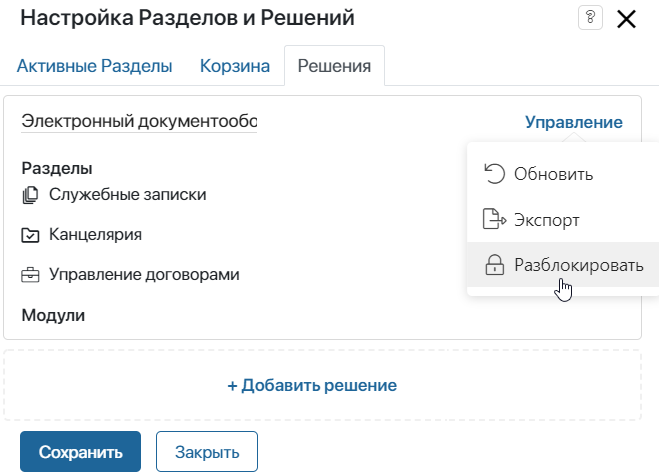 Настройка Разделов и Решений
?
Активные Разделы Корзина Решения
Электронный документообо
Управление
Разделы
Служебные записки
Канцелярия
Управление договорами
Модули
Обновить
Экспорт
Разблокировать
+ Добавить решение
Сохранить Закрыть